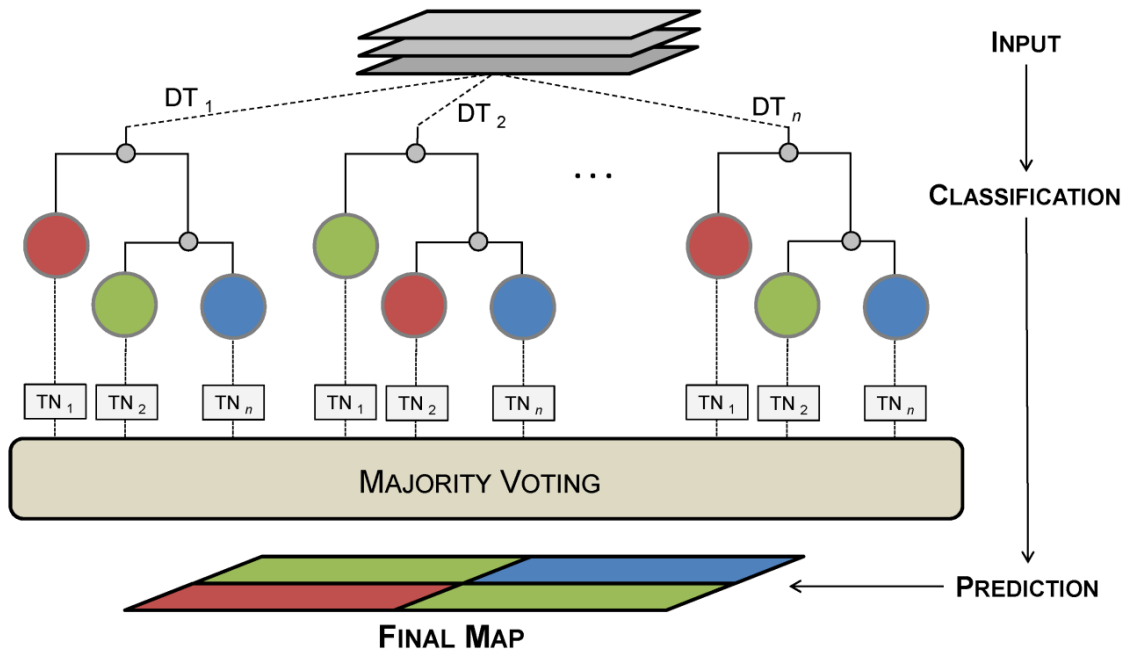 INPUT
DT 1
DT 2
DT n
...
CLASSIFICATION
TN 1 TN 2 TN n TN 1 TN 2 TN n TN 1 TN 2 TN n
MAJORITY VOTING
PREDICTION
FINAL MAP